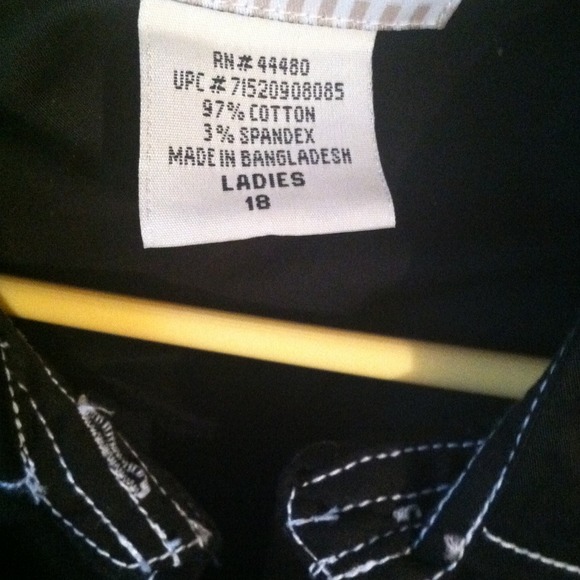 RN# 44480
UPC # 71520908085
97% COTTON
3% SPANDEX
MADE IN BANGLADESH
LADIES
18